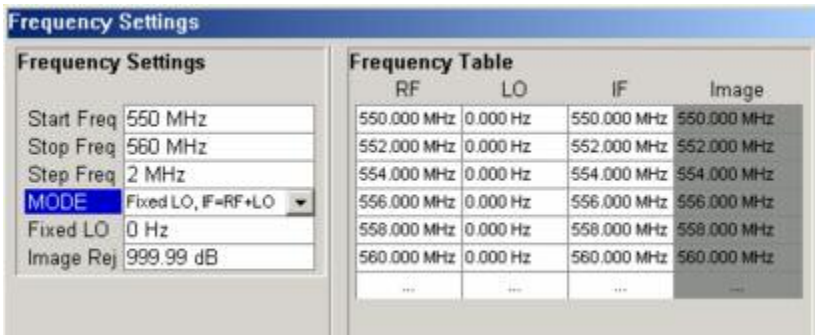 Frequency Settings
Frequency Settings
Start Freq 550 MHz
Stop Freq 560 MHz
Step Freq 2 MHz
MODE Fixed LO, IF=RF+LO
Fixed LO 0 Hz
Image Rej 999.99 dB
Frequency Table
RF LO IF Image
550.000 MHz 0.000 Hz 550.000 MHz 550.000 MHz
552.000 MHz 0.000 Hz 552.000 MHz 552.000 MHz
554.000 MHz 0.000 Hz 554.000 MHz 554.000 MHz
556.000 MHz 0.000 Hz 556.000 MHz 556.000 MHz
558.000 MHz 0.000 Hz 558.000 MHz 558.000 MHz
560.000 MHz 0.000 Hz 560.000 MHz 560.000 MHz
... ... ... ...